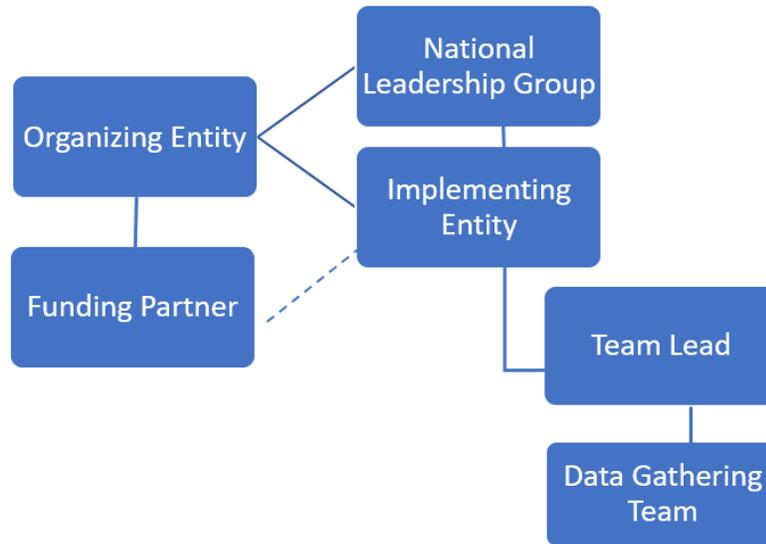 National
Leadership Group
Organizing Entity
Implementing
Entity
Funding Partner
Team Lead
Data Gathering
Team